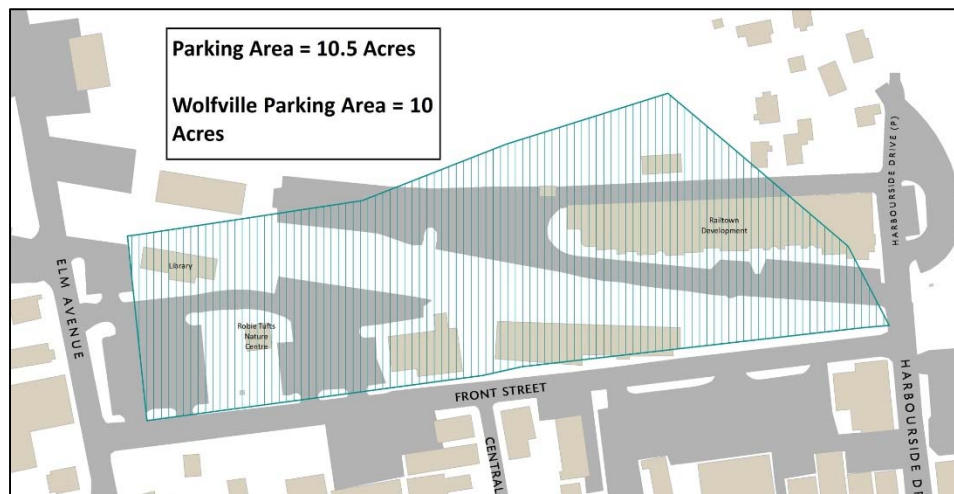 Parking Area = 10.5 Acres
Wolfville Parking Area = 10
Acres
HARBOURSIDE DRIVE (P)
Railtown
Development
Library
ELM AVENUE
Robie Tufts
Nature
Centre
FRONT STREET
CENTRAL
HARBOURSIDE DR